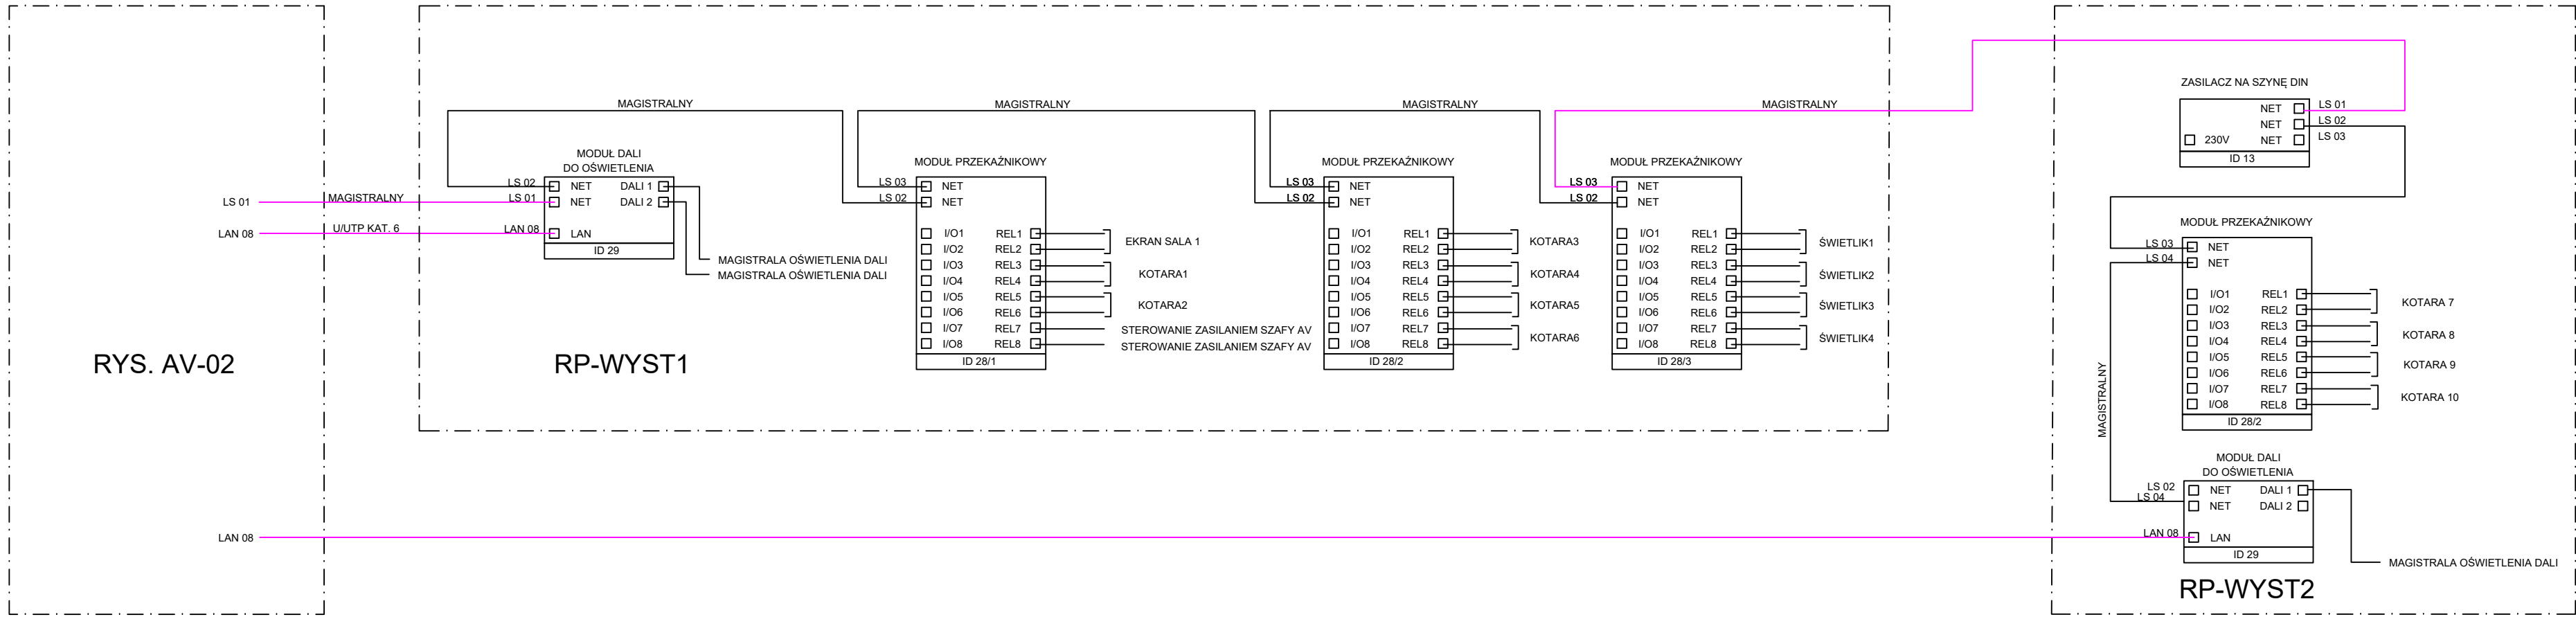 RYS. AV-02
LS 01
LAN 08
LAN 08
MAGISTRALNY
U/UTP KAT. 6
RP-WYST1
MAGISTRALNY
MODUŁ DALI
DO OŚWIETLENIA
LS 02 NET DALI 1
LS 01 NET DALI 2
LAN 08 LAN
ID 29
MAGISTRALA OŚWIETLENIA DALI
MAGISTRALA OŚWIETLENIA DALI
MAGISTRALNY
MODUŁ PRZEKAŹNIKOWY
LS 03 NET
LS 02 NET
I/O1 REL1
I/O2 REL2
I/O3 REL3
I/O4 REL4
I/O5 REL5
I/O6 REL6
I/O7 REL7
I/O8 REL8
ID 28/1
EKRAN SALA 1
KOTARA1
KOTARA2
STEROWANIE ZASILANIEM SZAFY AV
STEROWANIE ZASILANIEM SZAFY AV
MAGISTRALNY
MODUŁ PRZEKAŹNIKOWY
LS 03 NET
LS 02 NET
I/O1 REL1
I/O2 REL2
I/O3 REL3
I/O4 REL4
I/O5 REL5
I/O6 REL6
I/O7 REL7
I/O8 REL8
ID 28/2
KOTARA3
KOTARA4
KOTARA5
KOTARA6
MAGISTRALNY
MODUŁ PRZEKAŹNIKOWY
LS 03 NET
LS 02 NET
I/O1 REL1
I/O2 REL2
I/O3 REL3
I/O4 REL4
I/O5 REL5
I/O6 REL6
I/O7 REL7
I/O8 REL8
ID 28/3
ŚWIETLIK1
ŚWIETLIK2
ŚWIETLIK3
ŚWIETLIK4
ZASILACZ NA SZYNĘ DIN
NET LS 01
NET LS 02
230V NET LS 03
ID 13
MODUŁ PRZEKAŹNIKOWY
LS 03 NET
LS 04 NET
I/O1 REL1
I/O2 REL2
I/O3 REL3
I/O4 REL4
I/O5 REL5
I/O6 REL6
I/O7 REL7
I/O8 REL8
ID 28/2
KOTARA 7
KOTARA 8
KOTARA 9
KOTARA 10
MAGISTRALNY
MODUŁ DALI
DO OŚWIETLENIA
LS 02 NET DALI 1
LS 04 NET DALI 2
LAN 08 LAN
ID 29
MAGISTRALA OŚWIETLENIA DALI
RP-WYST2